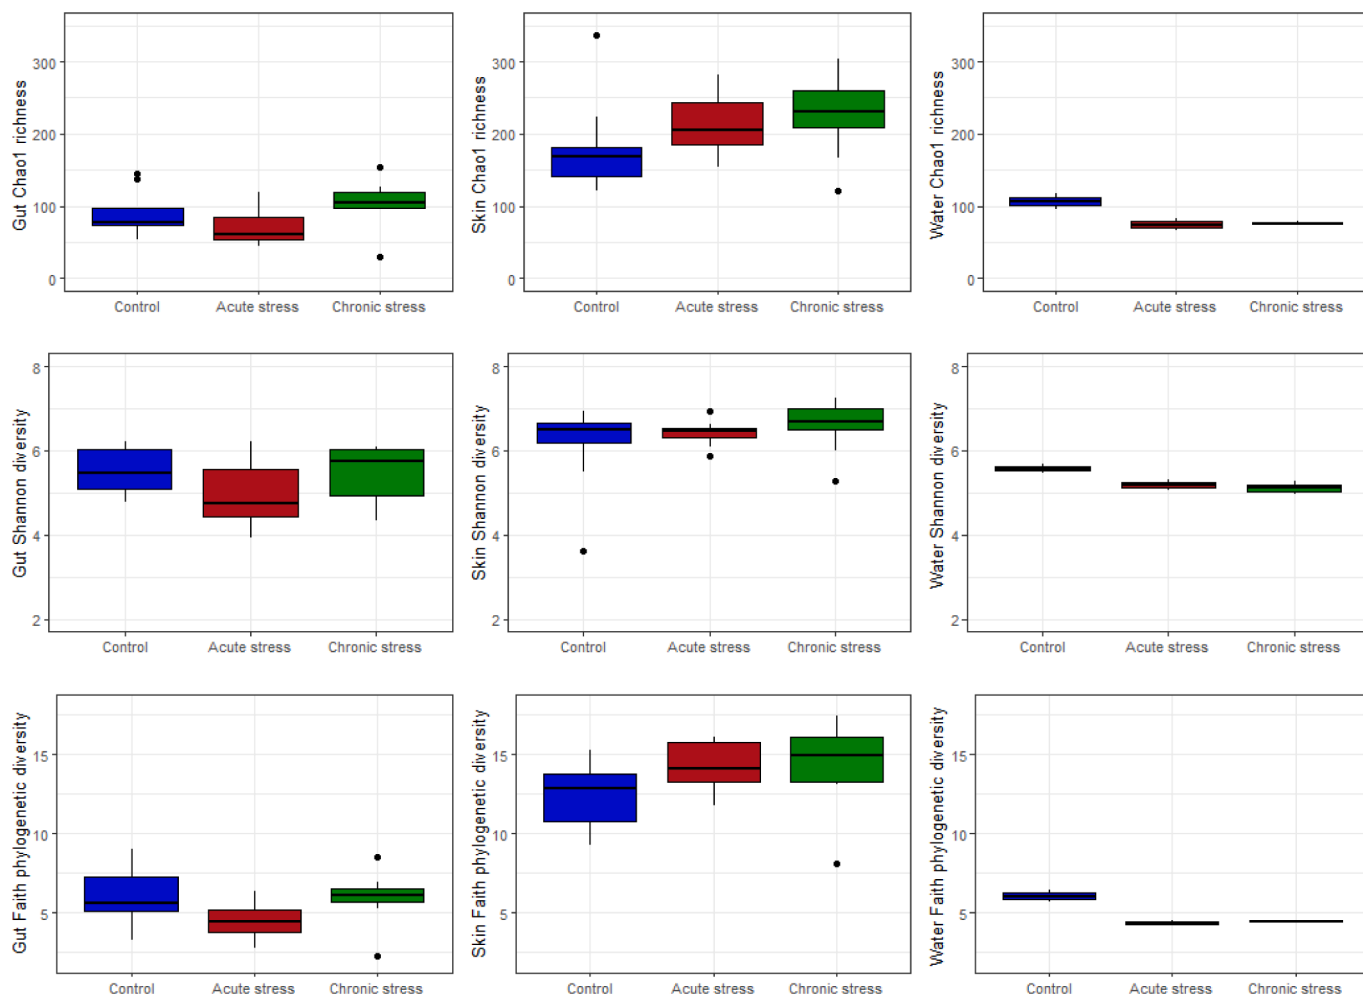 Gut Chao1 richness
300
200
100
0
Control Acute stress Chronic stress
Skin Chao1 richness
300
200
100
0
Control Acute stress Chronic stress
Water Chao1 richness
300
200
100
0
Control Acute stress Chronic stress
Gut Shannon diversity
8
6
4
2
Control Acute stress Chronic stress
Skin Shannon diversity
8
6
4
2
Control Acute stress Chronic stress
Water Shannon diversity
8
6
4
2
Control Acute stress Chronic stress
Gut Faith phylogenetic diversity
15
10
5
Control Acute stress Chronic stress
Skin Faith phylogenetic diversity
15
10
5
Control Acute stress Chronic stress
Water Faith phylogenetic diversity
15
10
5
Control Acute stress Chronic stress